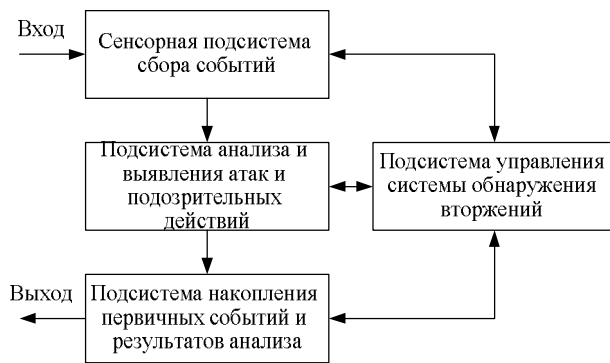 Вход
Сенсорная подсистема
сбора событий
Подсистема анализа и
выявления атак и
подозрительных
действий
Подсистема управления
системы обнаружения
вторжений
Выход
Подсистема накопления
первичных событий и
результатов анализа